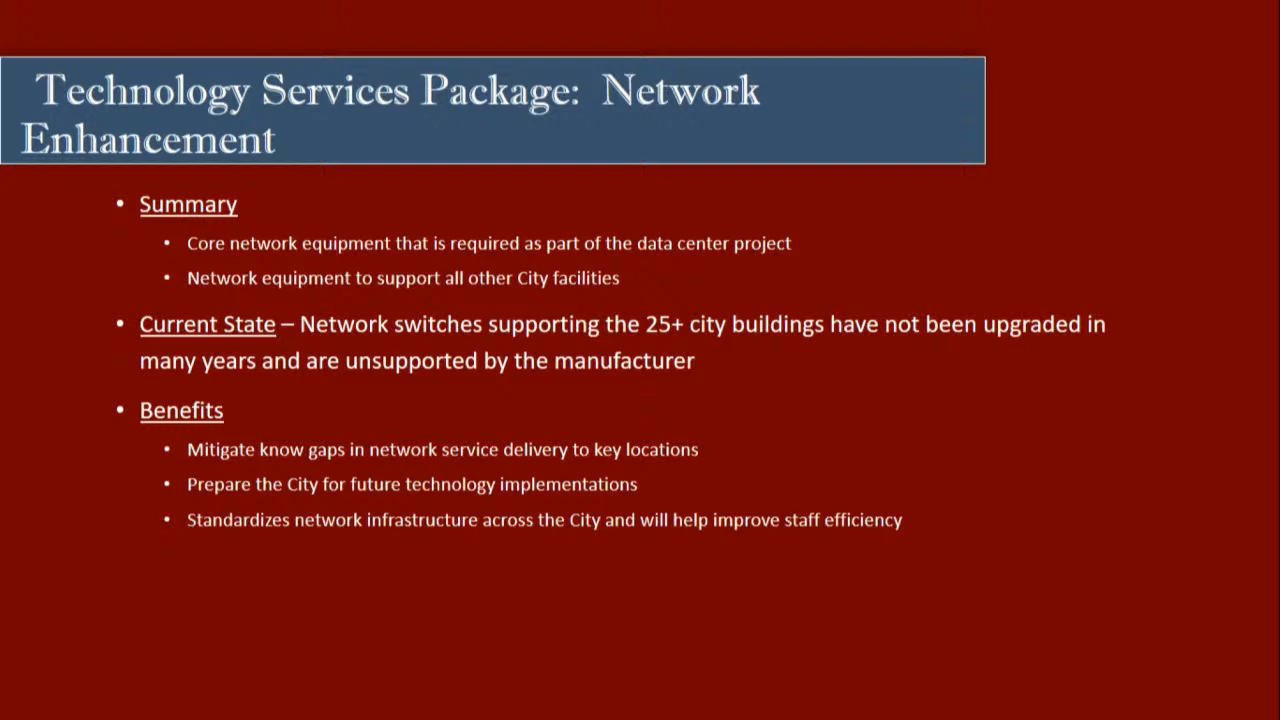 Technology Services Package: Network
Enhancement
• Summary
• Core network equipment that is required as part of the data center project
• Network equipment to support all other City facilities
• Current State – Network switches supporting the 25+ city buildings have not been upgraded in
many years and are unsupported by the manufacturer
• Benefits
• Mitigate know gaps in network service delivery to key locations
• Prepare the City for future technology implementations
• Standardizes network infrastructure across the City and will help improve staff efficiency